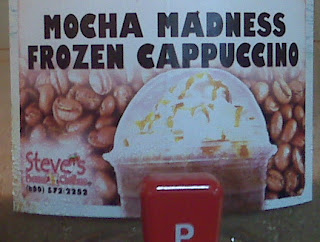 MOCHA MADNESS
FROZEN CAPPUCCINO
Steve's
P